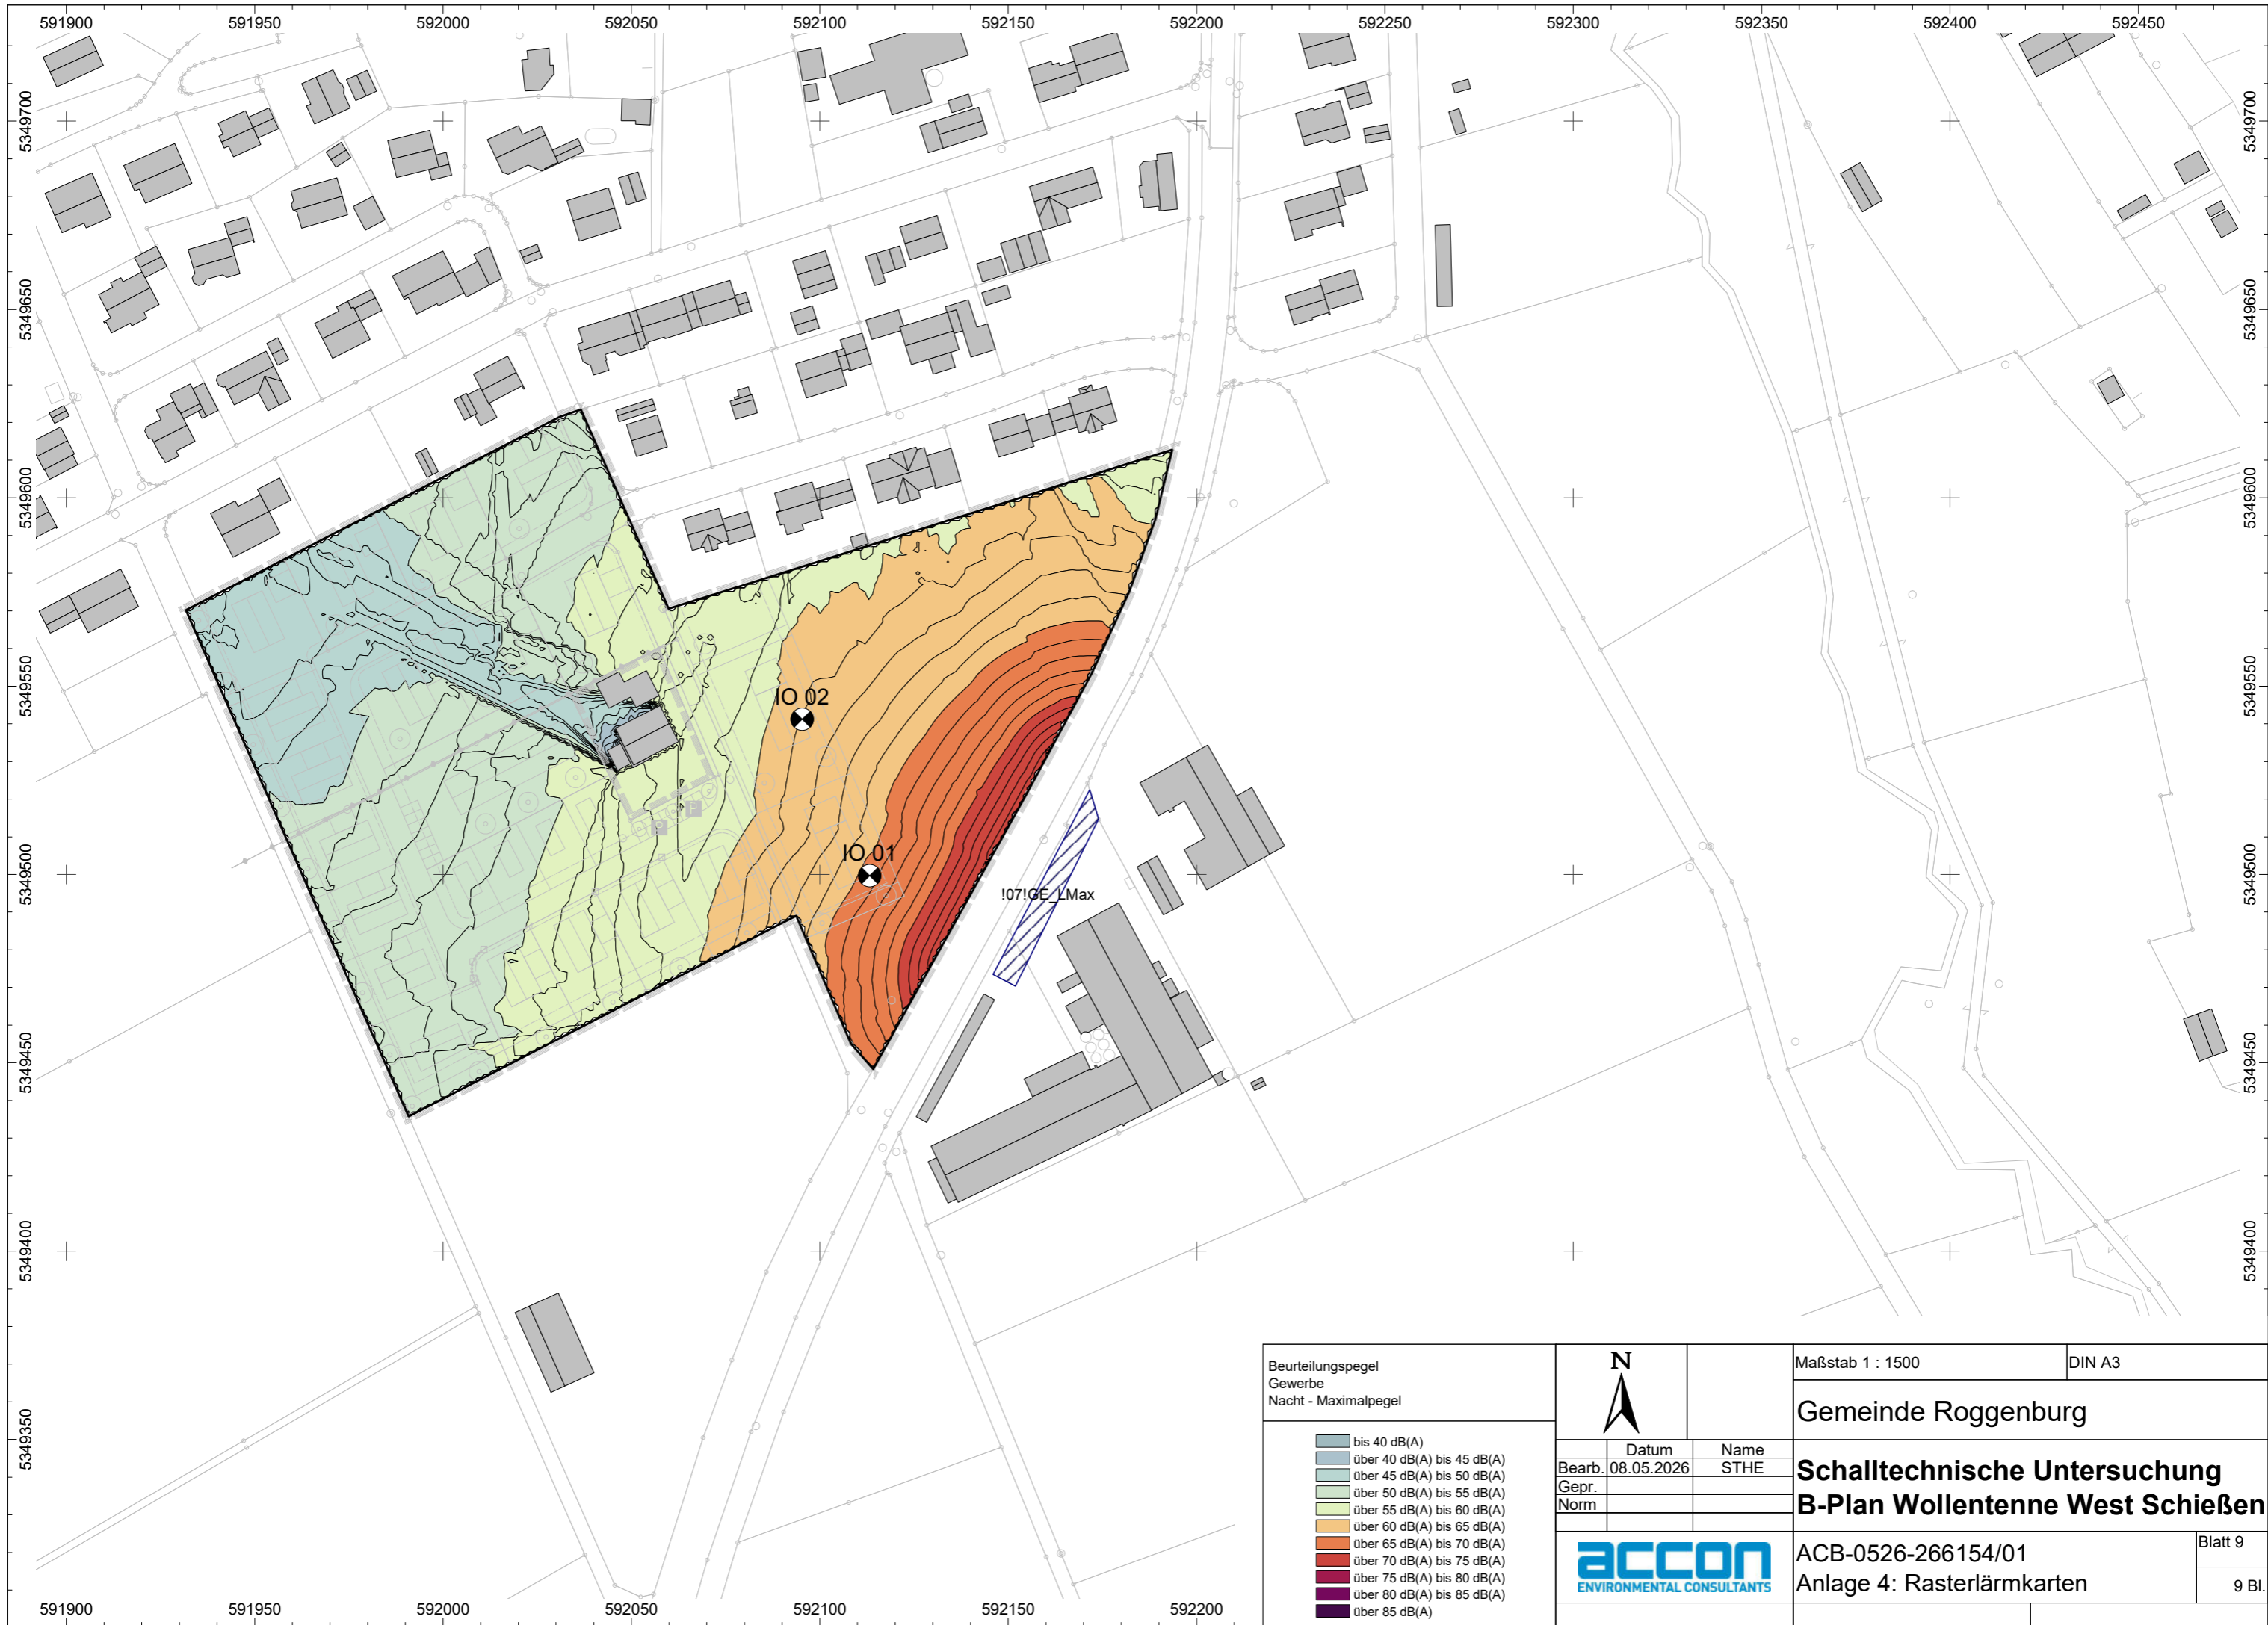 591900 591950 592000 592050 592100 592150 592200 592250 592300 592350 592400 592450
5349700 5349700
5349650 5349650
5349600 5349600
5349550 5349550
IO 02
5349500 5349500
IO 01
!07!GE_LMax
P
P
5349450 5349450
5349400 5349400
5349350
591900 591950 592000 592050 592100 592150 592200
Beurteilungspegel
Gewerbe
Nacht - Maximalpegel
bis 40 dB(A)
über 40 dB(A) bis 45 dB(A)
über 45 dB(A) bis 50 dB(A)
über 50 dB(A) bis 55 dB(A)
über 55 dB(A) bis 60 dB(A)
über 60 dB(A) bis 65 dB(A)
über 65 dB(A) bis 70 dB(A)
über 70 dB(A) bis 75 dB(A)
über 75 dB(A) bis 80 dB(A)
über 80 dB(A) bis 85 dB(A)
über 85 dB(A)
N
Datum Name
Bearb. 08.05.2026 STHE
Gepr.
Norm
accon
ENVIRONMENTAL CONSULTANTS
Maßstab 1 : 1500 DIN A3
Gemeinde Roggenburg
Schalltechnische Untersuchung
B-Plan Wollentenne West Schießen
ACB-0526-266154/01
Anlage 4: Rasterlärmkarten
Blatt 9
9 Bl.